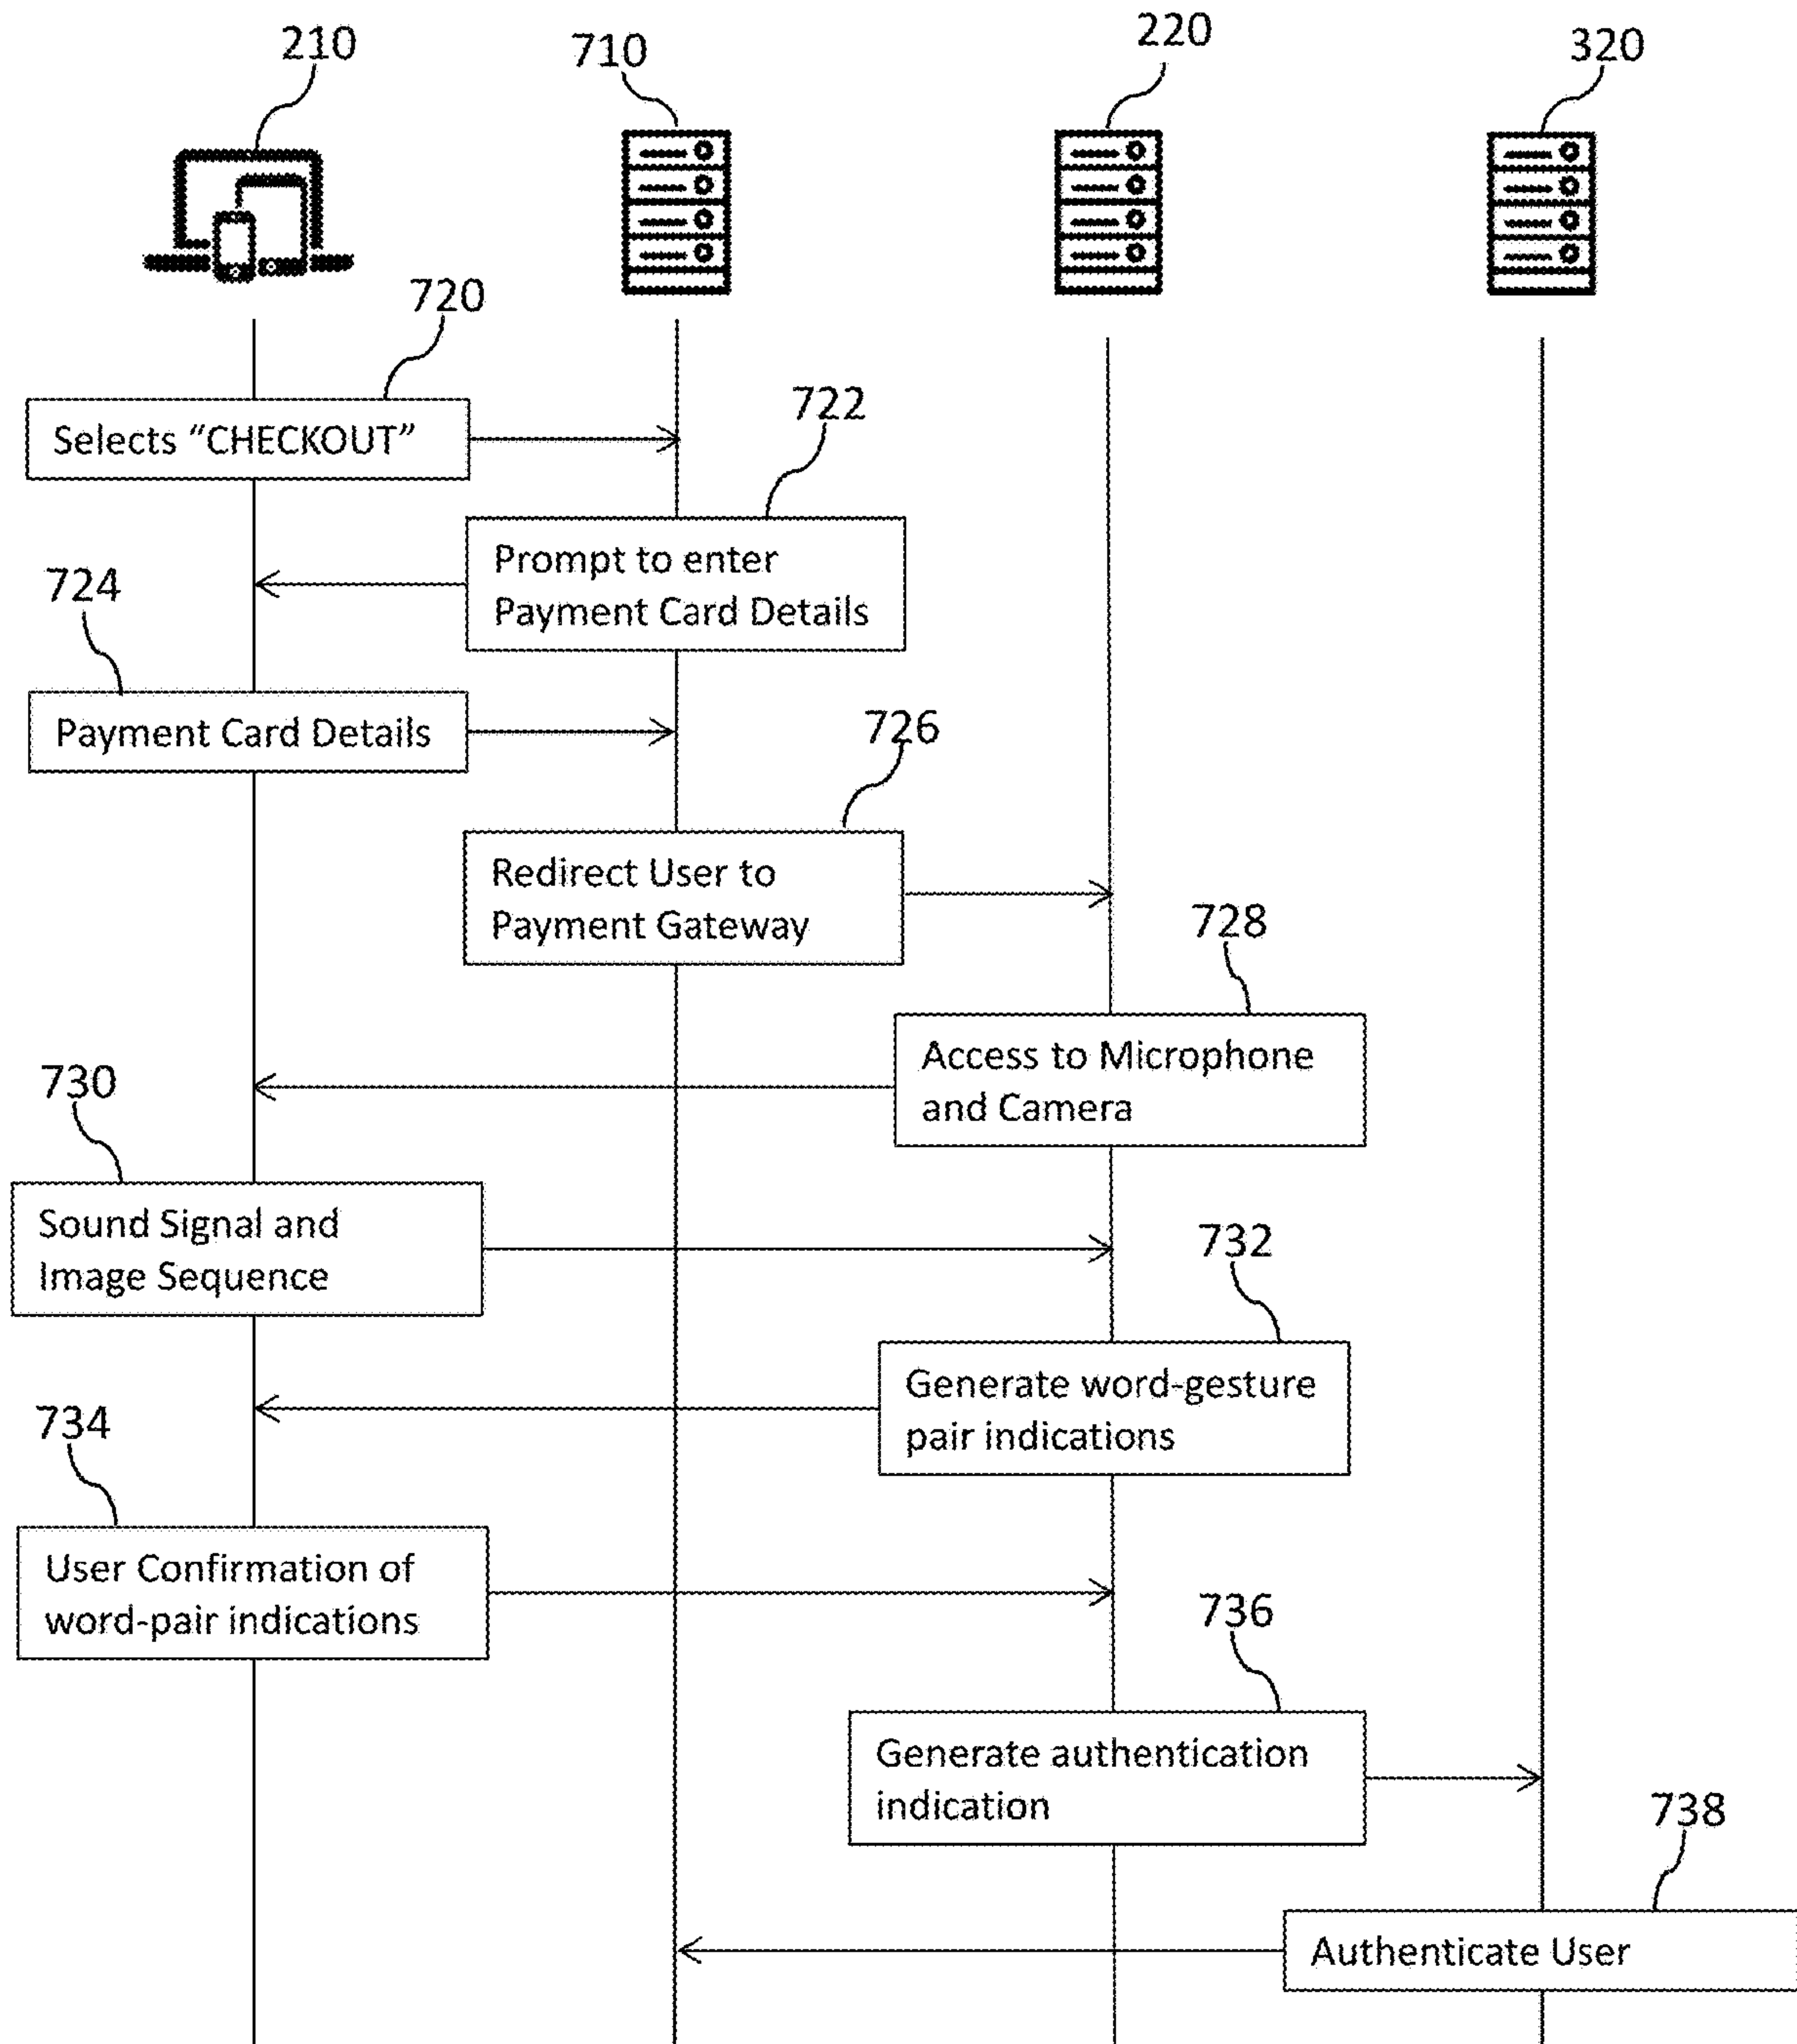 210
710
220
320
720
Selects “CHECKOUT”
722
Prompt to enter
Payment Card Details
724
Payment Card Details
726
Redirect User to
Payment Gateway
728
Access to Microphone
and Camera
730
Sound Signal and
Image Sequence
732
Generate word-gesture
pair indications
734
User Confirmation of
word-pair indications
736
Generate authentication
indication
738
Authenticate User